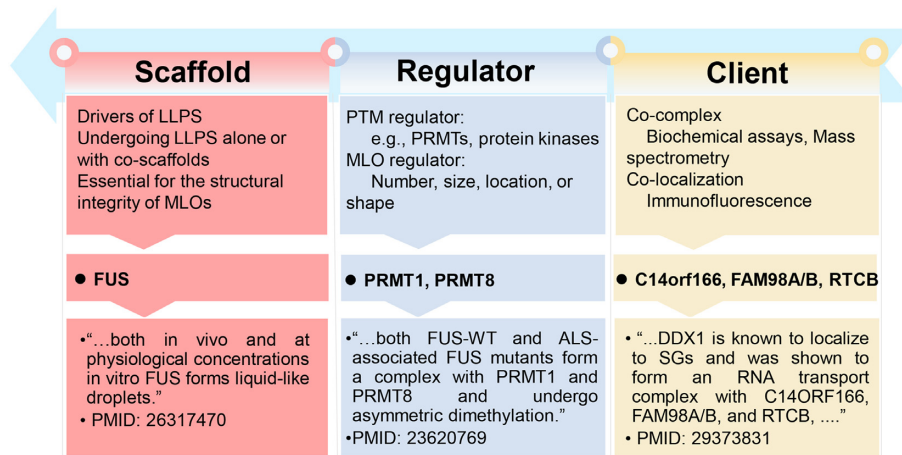 Scaffold
Drivers of LLPS
Undergoing LLPS alone or
with co-scaffolds
Essential for the structural
integrity of MLOs
● FUS
•“…both in vivo and at
physiological concentrations
in vitro FUS forms liquid-like
droplets.”
• PMID: 26317470
Regulator
PTM regulator:
e.g., PRMTs, protein kinases
MLO regulator:
Number, size, location, or
shape
● PRMT1, PRMT8
•“…both FUS-WT and ALS-
associated FUS mutants form
a complex with PRMT1 and
PRMT8 and undergo
asymmetric dimethylation.”
•PMID: 23620769
Client
Co-complex
Biochemical assays, Mass
spectrometry
Co-localization
Immunofluorescence
● C14orf166, FAM98A/B, RTCB
• “...DDX1 is known to localize
to SGs and was shown to
form an RNA transport
complex with C14ORF166,
FAM98A/B, and RTCB, ....”
• PMID: 29373831